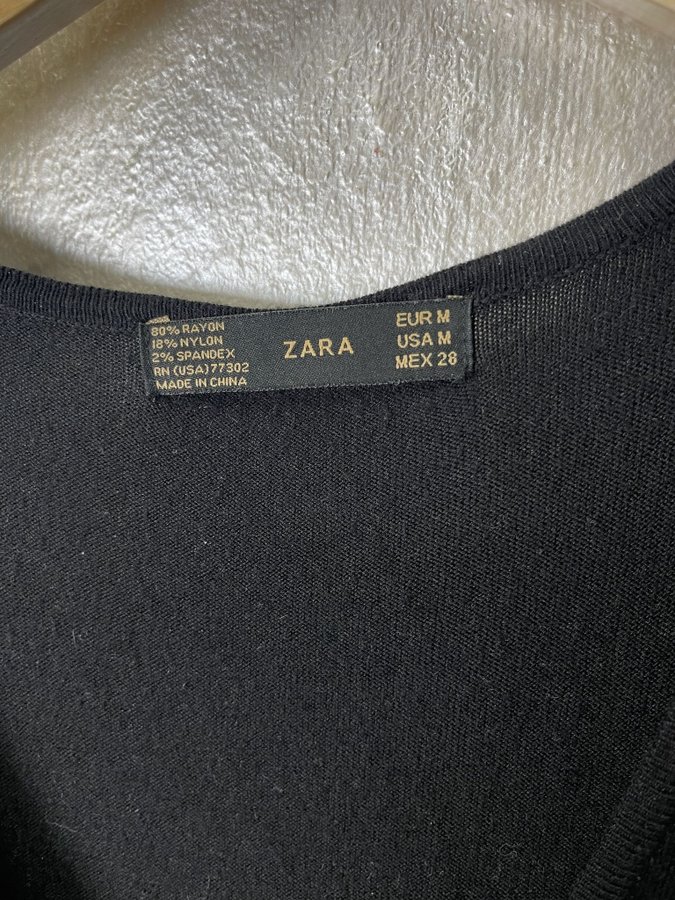 80% RAYON
18% NYLON
2% SPANDEX
RN (USA) 77302
MADE IN CHINA
ZARA
EUR M
USA M
MEX 28